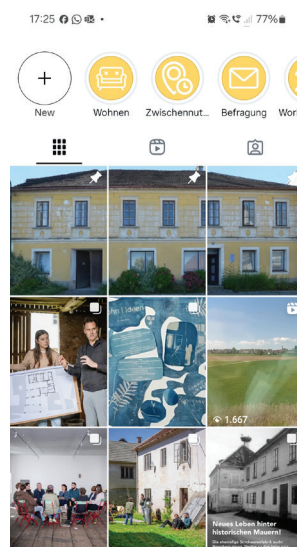 17:25
77%
New
Wohnen
Zwischennut...
Befragung
Wor
1.667
Neues Leben hinter
historischen Mauern!